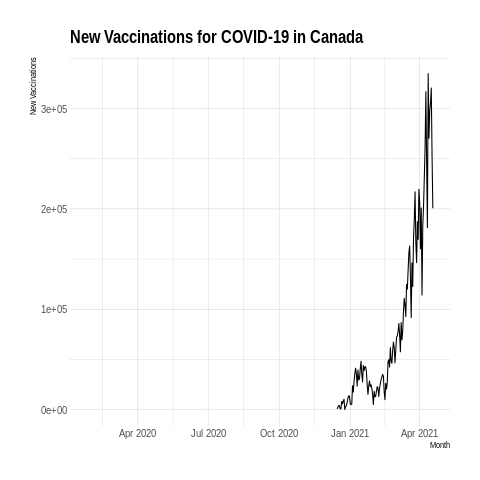 New Vaccinations for COVID-19 in Canada
New Vaccinations
3e+05
2e+05
1e+05
0e+00
Apr 2020 Jul 2020 Oct 2020 Jan 2021 Apr 2021
Month